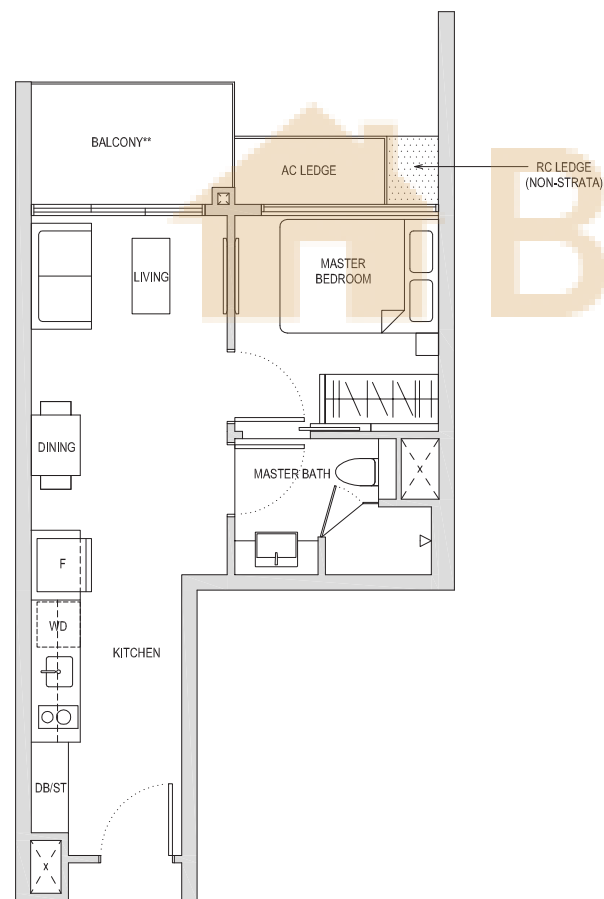 BALCONY**
AC LEDGE
RC LEDGE
(NON-STRATA)
B
LIVING
MASTER
BEDROOM
DINING
MASTER BATH
X
F
WD
KITCHEN
DB/ST
X